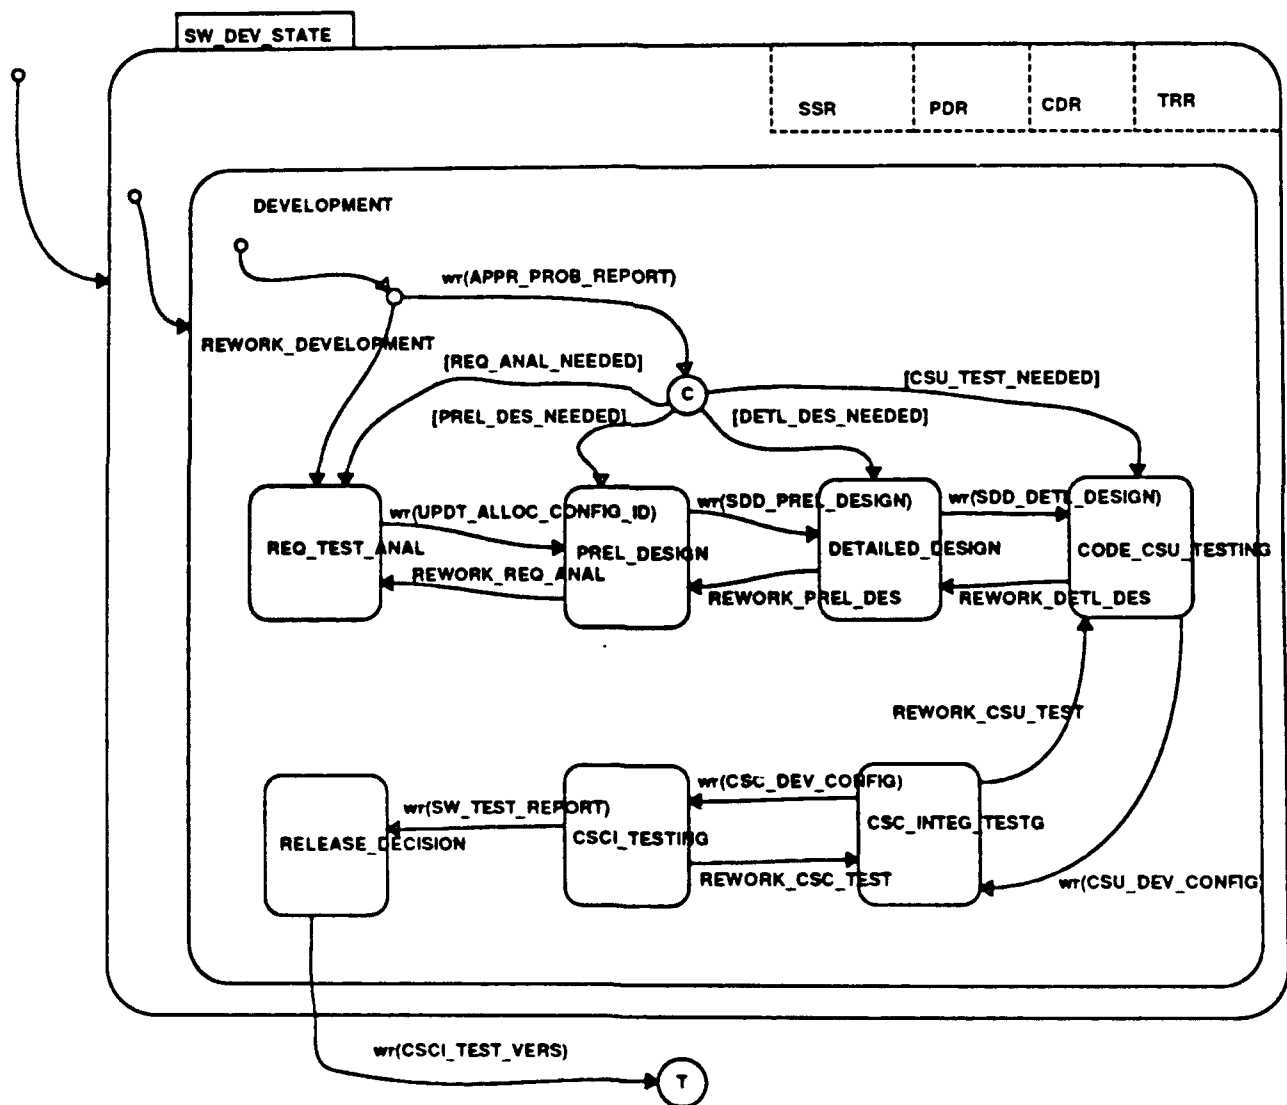 SW_DEV_STATE
SSR
PDR
CDR
TRR
DEVELOPMENT
wr(APPR_PROB_REPORT)
REWORK_DEVELOPMENT
[REQ_ANAL_NEEDED]
C
[CSU_TEST_NEEDED]
[PREL_DES_NEEDED]
[DETL_DES_NEEDED]
wr(UPDT_ALLOC_CONFIG_ID)
wr(SDD_PREL_DESIGN)
wr(SDD_DETL_DESIGN)
REQ_TEST_ANAL
PREL_DESIGN
DETAILED_DESIGN
CODE_CSU_TESTING
REWORK_REQ_ANAL
REWORK_PREL_DES
REWORK_DETL_DES
REWORK_CSU_TEST
wr(CSC_DEV_CONFIG)
wr(SW_TEST_REPORT)
CSC_INTEG_TESTG
RELEASE_DECISION
CSCI_TESTING
REWORK_CSC_TEST
wr(CSU_DEV_CONFIG)
wr(CSCI_TEST_VERS)
T